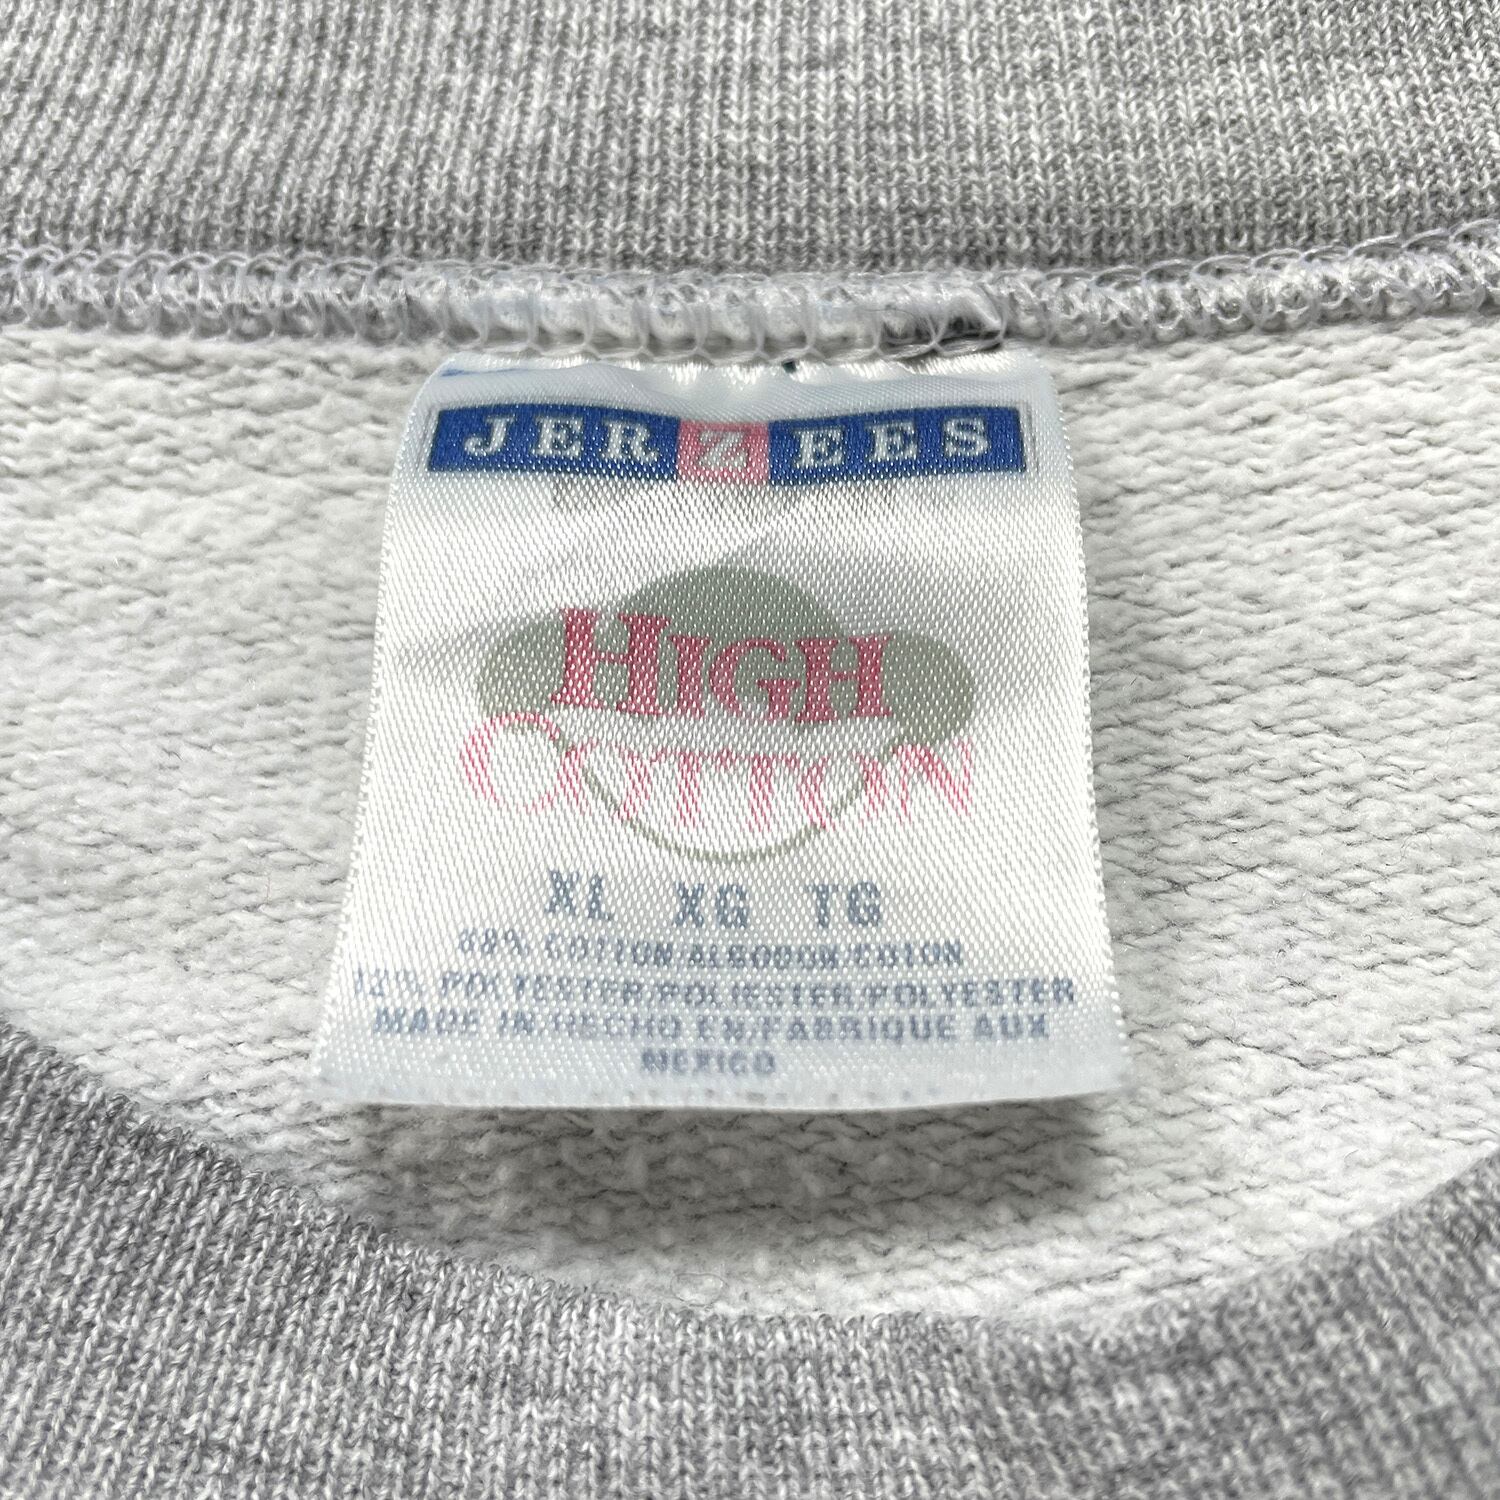 JERZEES
HIGH
COTTON
XL XG TG
88% COTTON/ALGODON/COTON
12% POLYESTER/POLIESTER/POLYESTER
MADE IN/HECHO EN/FABRIQUE AUX
MEXICO